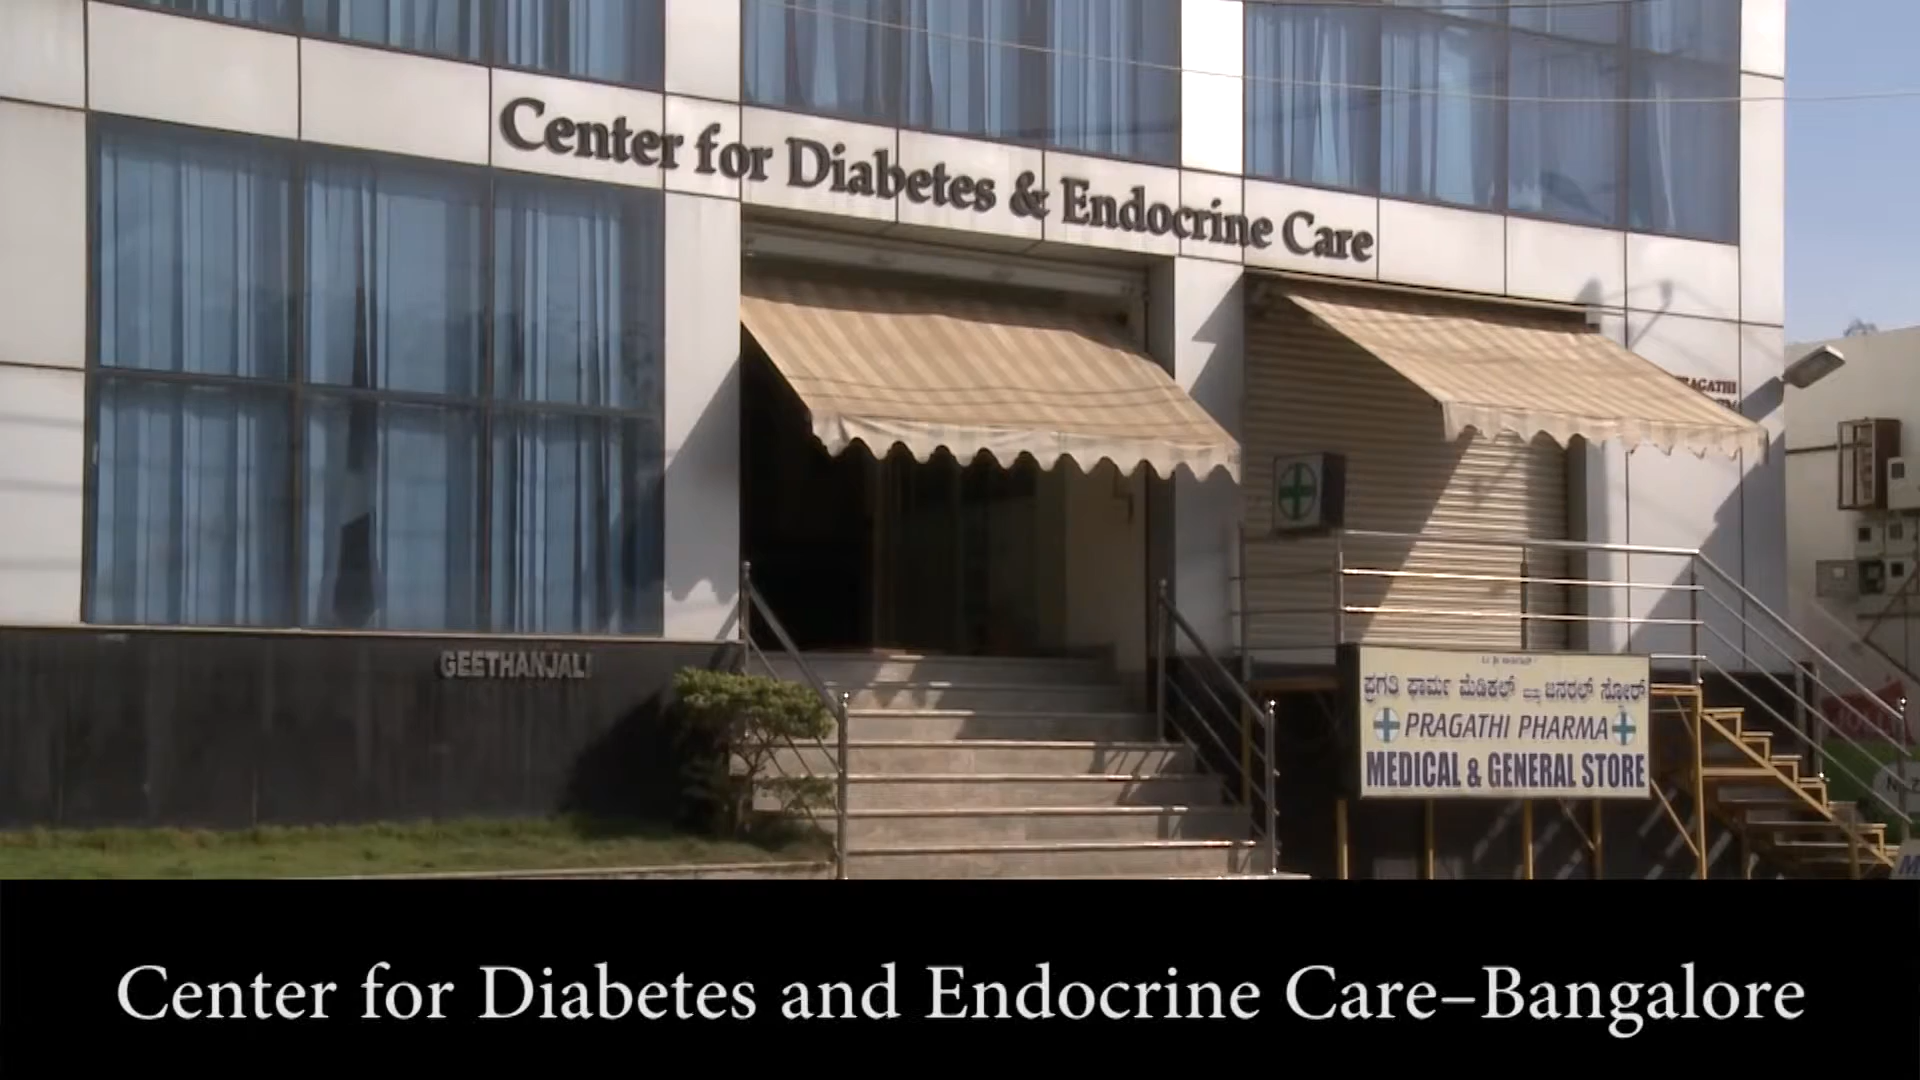 Center for Diabetes & Endocrine Care
PRAGATHI
GEETHANJALI
ಪ್ರಗತಿ ಫಾರ್ಮ ಮೆಡಿಕಲ್ ಜನರಲ್ ಸ್ಟೋರ್
PRAGATHI PHARMA
MEDICAL & GENERAL STORE
Center for Diabetes and Endocrine Care–Bangalore